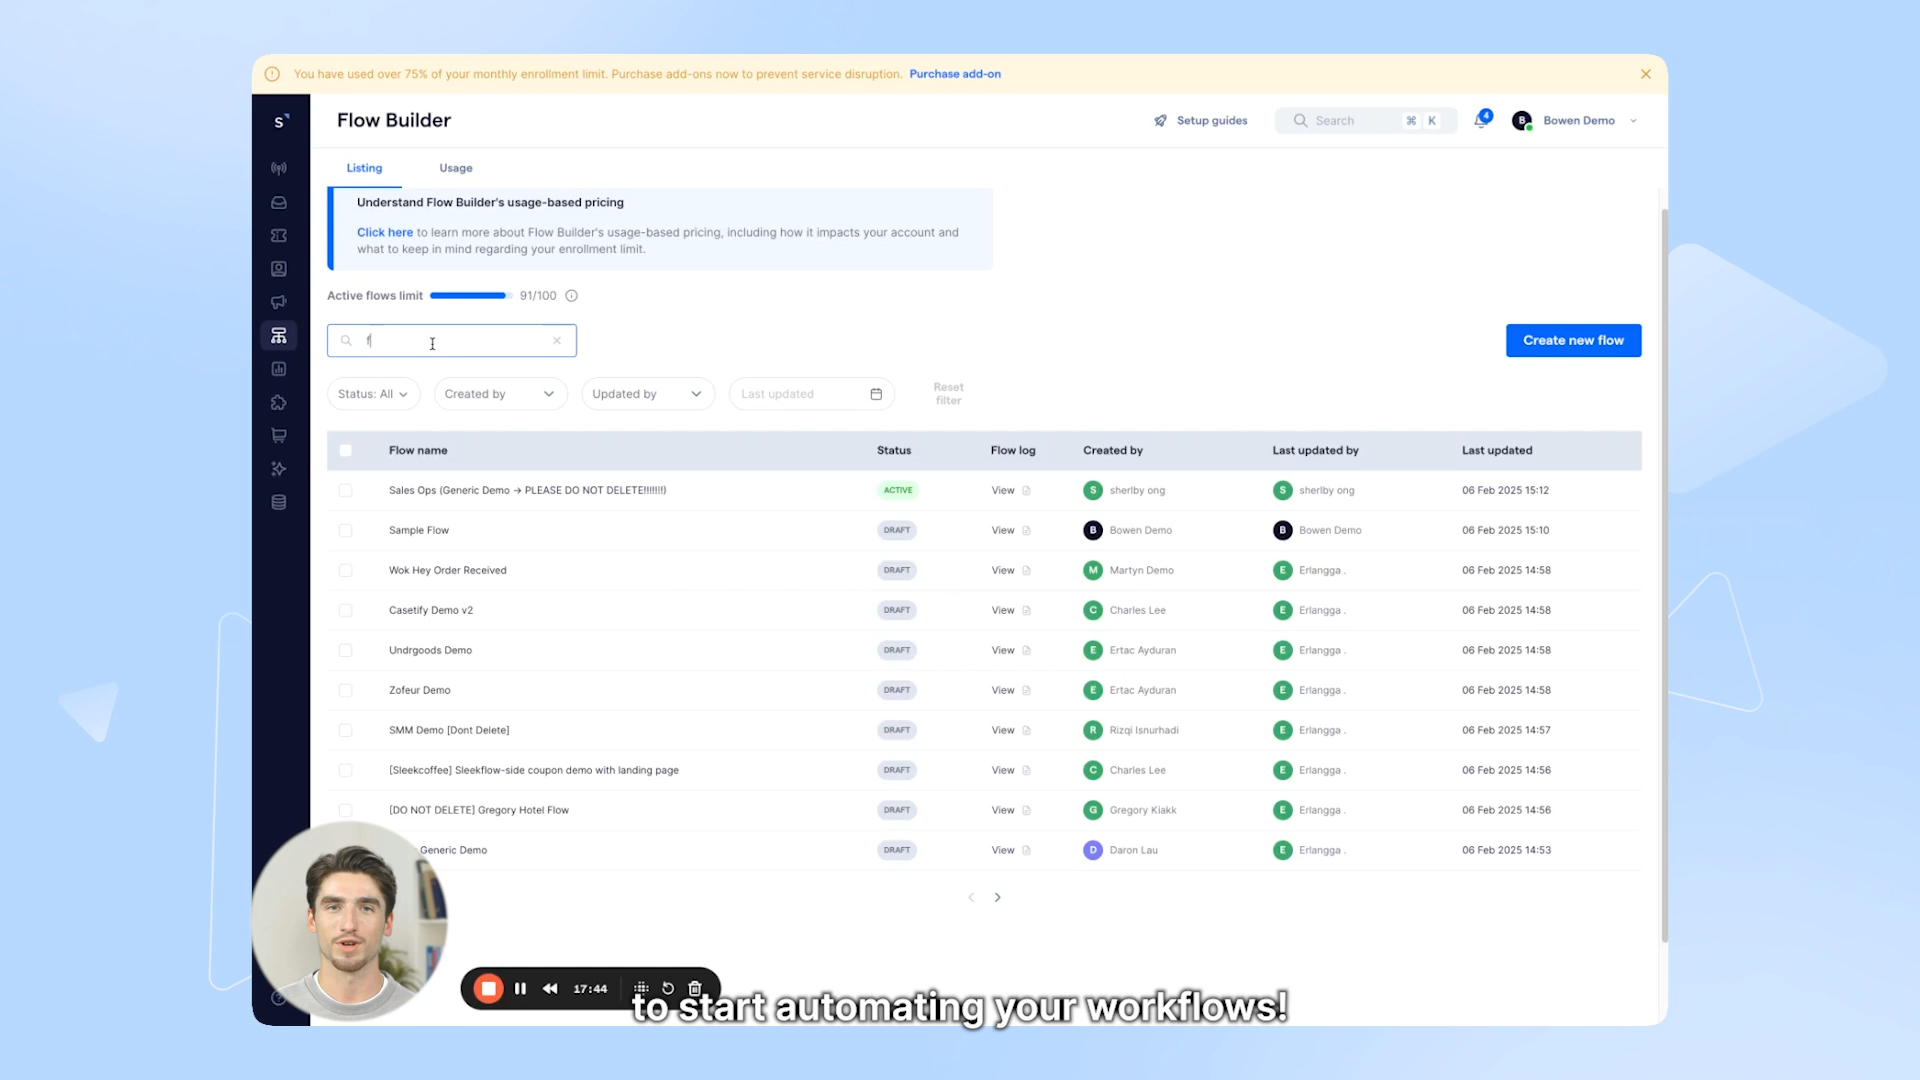 You have used over 75% of your monthly enrollment limit. Purchase add-ons now to prevent service disruption. Purchase add-on
Flow Builder
Setup guides
Search ⌘ K
4
B Bowen Demo
Listing Usage
Understand Flow Builder's usage-based pricing
Click here to learn more about Flow Builder's usage-based pricing, including how it impacts your account and
what to keep in mind regarding your enrollment limit.
Active flows limit 91/100
f
Create new flow
Status: All Created by Updated by Last updated Reset
filter
Flow name Status Flow log Created by Last updated by Last updated
Sales Ops (Generic Demo → PLEASE DO NOT DELETE!!!!!!!) ACTIVE View S sherlby ong S sherlby ong 06 Feb 2025 15:12
Sample Flow DRAFT View B Bowen Demo B Bowen Demo 06 Feb 2025 15:10
Wok Hey Order Received DRAFT View M Martyn Demo E Erlangga . 06 Feb 2025 14:58
Casetify Demo v2 DRAFT View C Charles Lee E Erlangga . 06 Feb 2025 14:58
Undrgoods Demo DRAFT View E Ertac Ayduran E Erlangga . 06 Feb 2025 14:58
Zofeur Demo DRAFT View E Ertac Ayduran E Erlangga . 06 Feb 2025 14:58
SMM Demo [Dont Delete] DRAFT View R Rizqi Isnurhadi E Erlangga . 06 Feb 2025 14:57
[Sleekcoffee] Sleekflow-side coupon demo with landing page DRAFT View C Charles Lee E Erlangga . 06 Feb 2025 14:56
[DO NOT DELETE] Gregory Hotel Flow DRAFT View G Gregory Kiakk E Erlangga . 06 Feb 2025 14:56
Generic Demo DRAFT View D Daron Lau E Erlangga . 06 Feb 2025 14:53
17:44
to start automating your workflows!